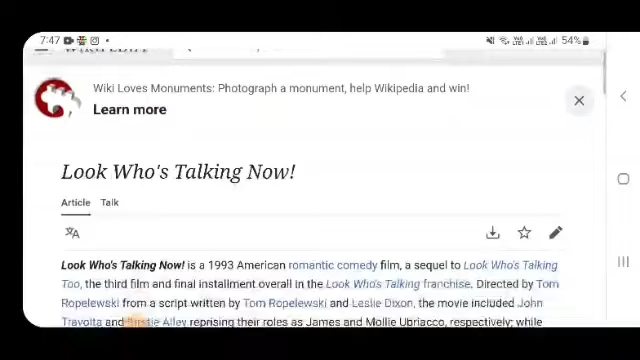 7:47 54%
Wiki Loves Monuments: Photograph a monument, help Wikipedia and win!
Learn more
Look Who's Talking Now!
Article Talk
Look Who's Talking Now! is a 1993 American romantic comedy film, a sequel to Look Who's Talking
Too, the third film and final installment overall in the Look Who's Talking franchise. Directed by Tom
Ropelewski from a script written by Tom Ropelewski and Leslie Dixon, the movie included John
Travolta and Kirstie Alley reprising their roles as James and Mollie Ubriacco, respectively; while